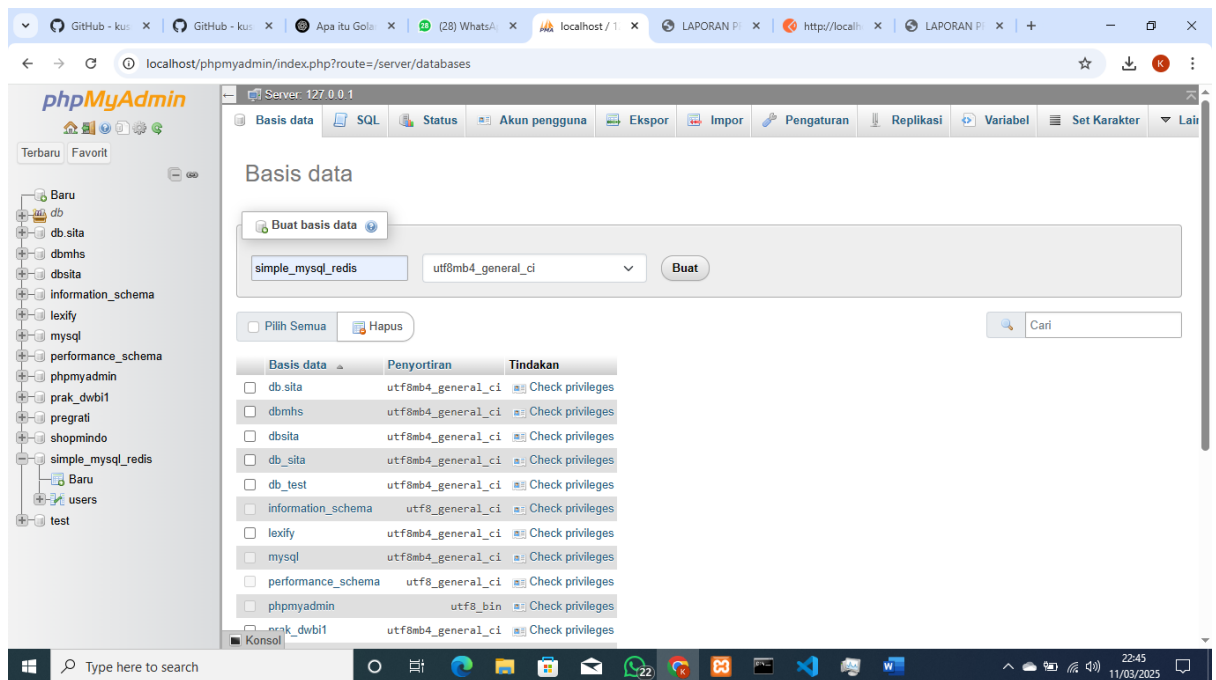 GitHub - kus
GitHub - kus
Apa itu Gola
(28) WhatsA
localhost / 1
LAPORAN P
http://localh
LAPORAN P
localhost/phpmyadmin/index.php?route=/server/databases
K
phpMyAdmin
Terbaru Favorit
Baru
db
db.sita
dbmhs
dbsita
information_schema
lexify
mysql
performance_schema
phpmyadmin
prak_dwbi1
pregrati
shopmindo
simple_mysql_redis
Baru
users
test
Server: 127.0.0.1
Basis data SQL Status Akun pengguna Ekspor Impor Pengaturan Replikasi Variabel Set Karakter Lair
Basis data
Buat basis data
simple_mysql_redis utf8mb4_general_ci Buat
Pilih Semua Hapus Cari
Basis data Penyortiran Tindakan
db.sita utf8mb4_general_ci Check privileges
dbmhs utf8mb4_general_ci Check privileges
dbsita utf8mb4_general_ci Check privileges
db_sita utf8mb4_general_ci Check privileges
db_test utf8mb4_general_ci Check privileges
information_schema utf8_general_ci Check privileges
lexify utf8mb4_general_ci Check privileges
mysql utf8mb4_general_ci Check privileges
performance_schema utf8_general_ci Check privileges
phpmyadmin utf8_bin Check privileges
prak_dwbi1 utf8mb4_general_ci Check privileges
Konsol
Type here to search
22
22:45
11/03/2025